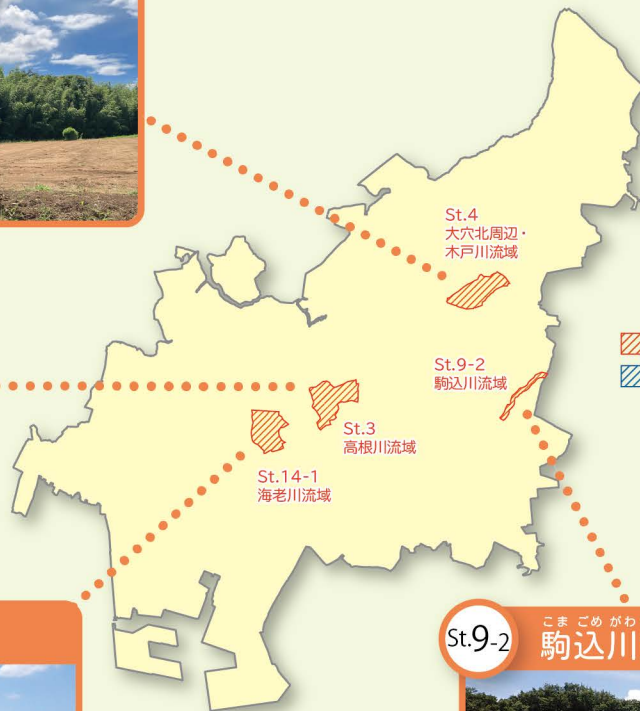 St.4
大穴北周辺・
木戸川流域
St.9-2
駒込川流域
St.3
高根川流域
St.14-1
海老川流域
こま ごめ がわ
St.9-2 駒込川